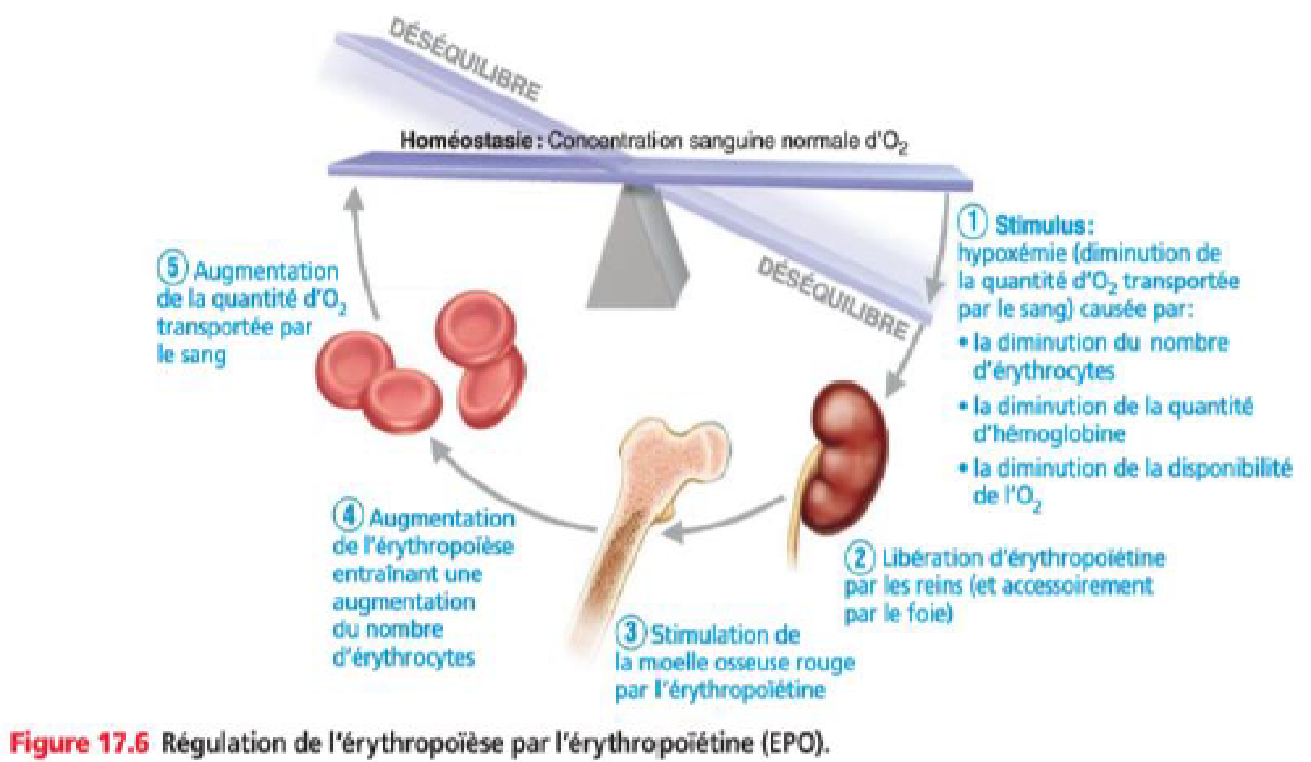 DÉSÉQUILIBRE
Homéostasie : Concentration sanguine normale d'O₂
DÉSÉQUILIBRE
① Stimulus :
hypoxémie (diminution de
la quantité d'O₂ transportée
par le sang) causée par :
• la diminution du nombre
d'érythrocytes
• la diminution de la quantité
d'hémoglobine
• la diminution de la disponibilité
de l'O₂
② Libération d'érythropoïétine
par les reins (et accessoirement
par le foie)
③ Stimulation de
la moelle osseuse rouge
par l'érythropoïétine
④ Augmentation
de l'érythropoïèse
entraînant une
augmentation
du nombre
d'érythrocytes
⑤ Augmentation
de la quantité d'O₂
transportée par
le sang
Figure 17.6 Régulation de l'érythropoïèse par l'érythropoïétine (EPO).